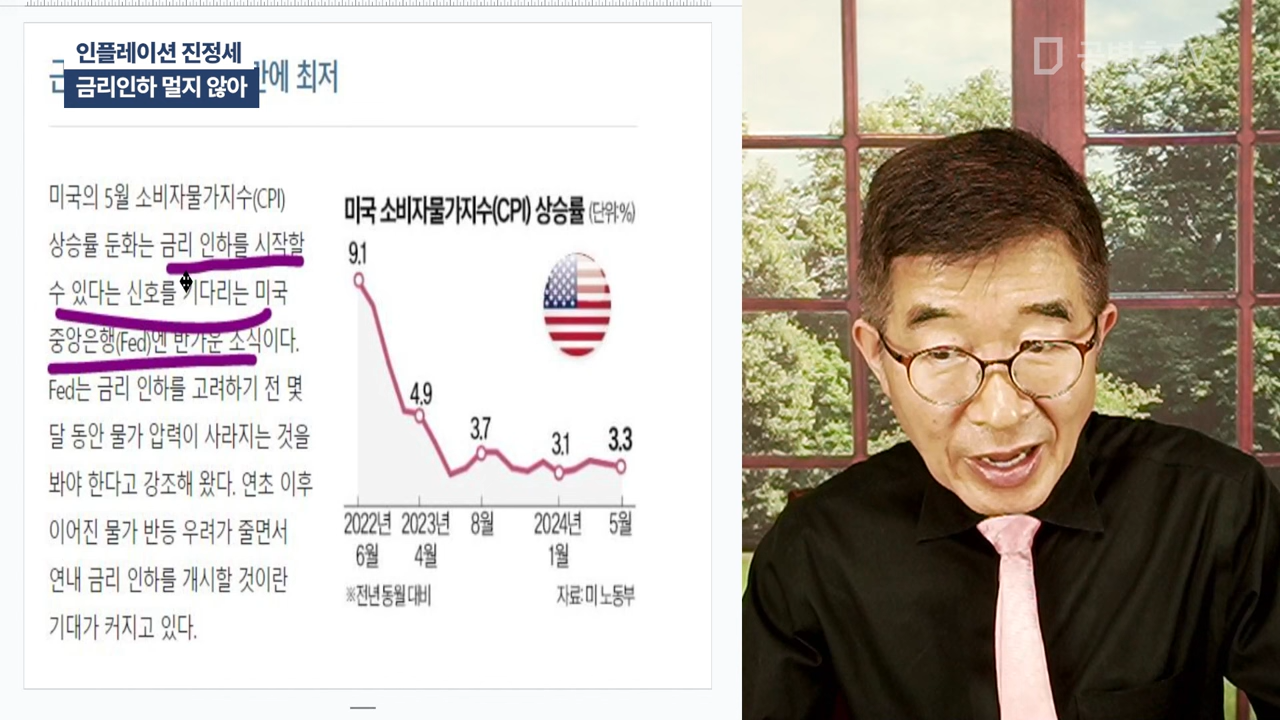 인플레이션 진정세
금리인하 멀지 않아
만에 최저
미국의 5월 소비자물가지수(CPI)
상승률 둔화는 금리 인하를 시작할
수 있다는 신호를 기다리는 미국
중앙은행(Fed)엔 반가운 소식이다.
Fed는 금리 인하를 고려하기 전 몇
달 동안 물가 압력이 사라지는 것을
봐야 한다고 강조해 왔다. 연초 이후
이어진 물가 반등 우려가 줄면서
연내 금리 인하를 개시할 것이란
기대가 커지고 있다.
미국 소비자물가지수(CPI) 상승률 (단위:%)
9.1
4.9
3.7
3.1
3.3
2022년 2023년 8월 2024년 5월
6월 4월 1월
※전년 동월 대비 자료: 미 노동부